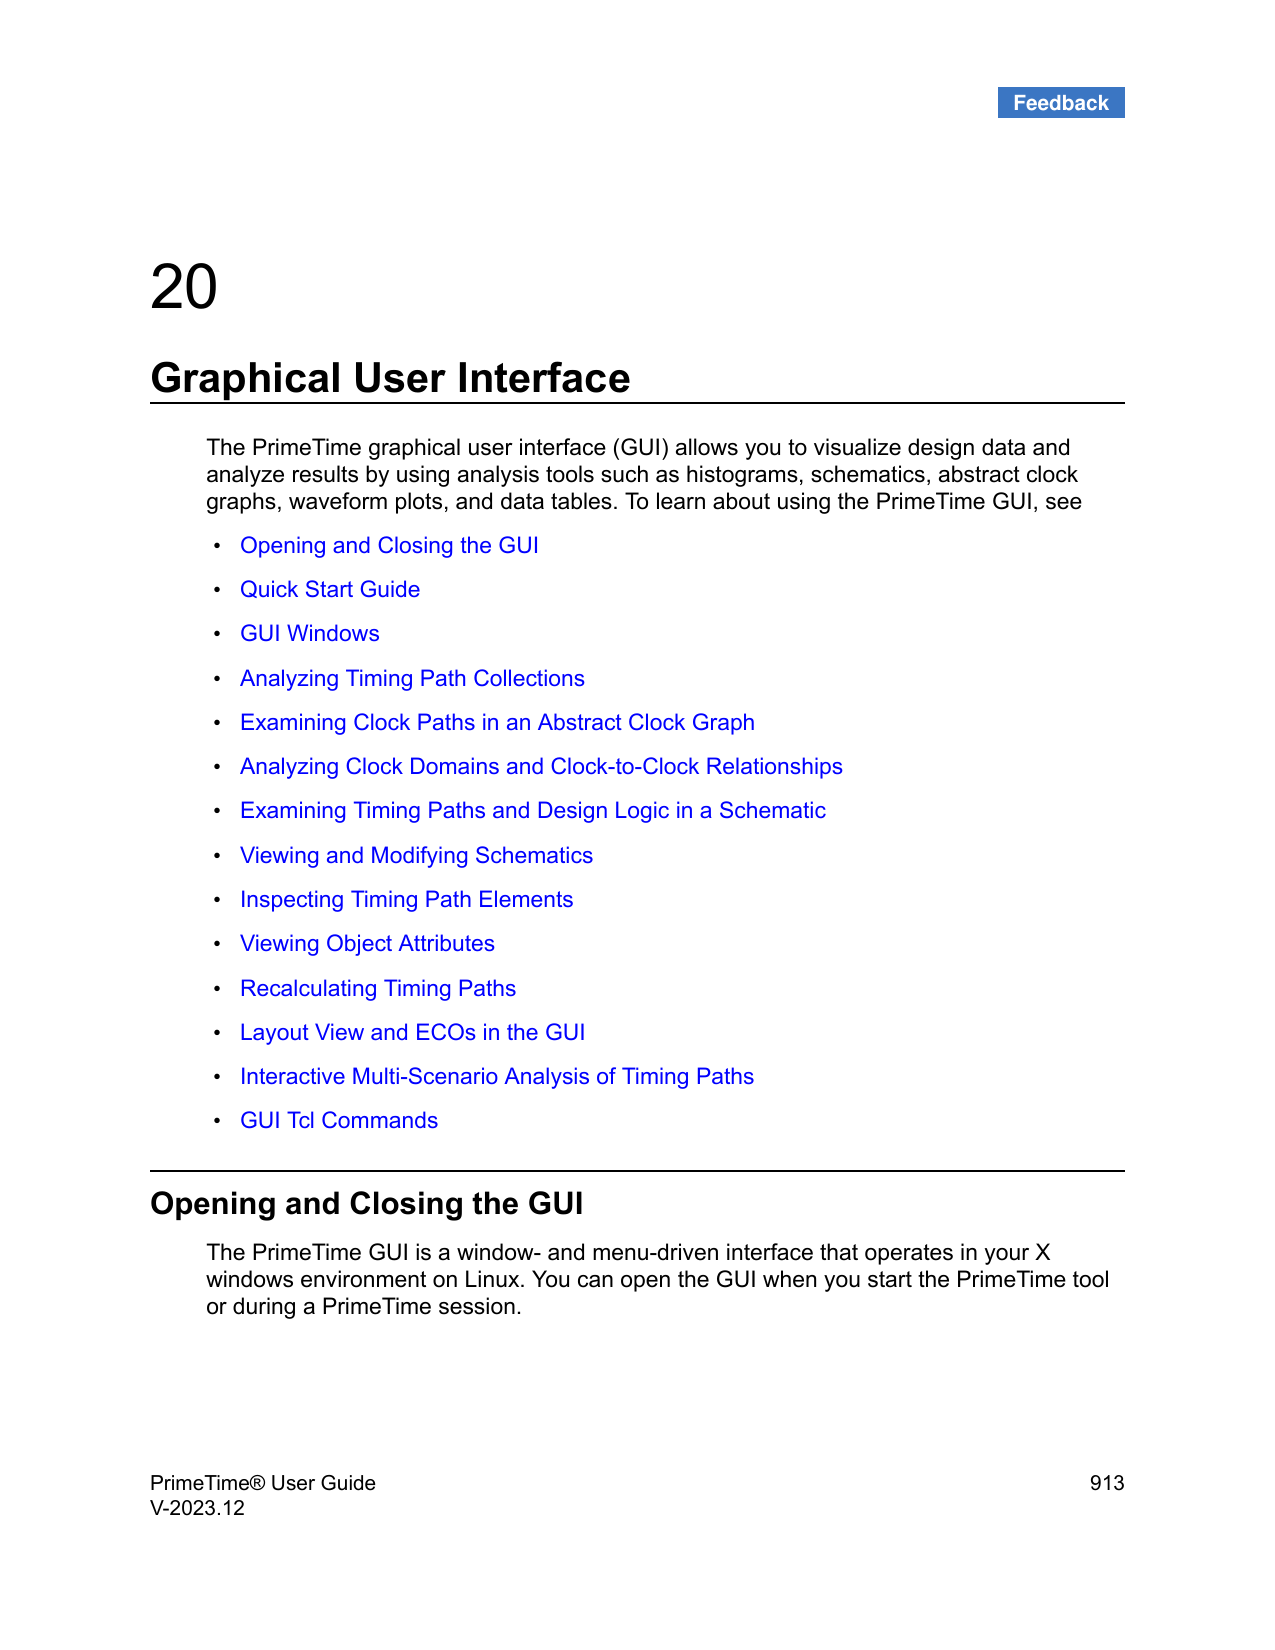 Feedback
20
Graphical User Interface
The PrimeTime graphical user interface (GUI) allows you to visualize design data and
analyze results by using analysis tools such as histograms, schematics, abstract clock
graphs, waveform plots, and data tables. To learn about using the PrimeTime GUI, see
• Opening and Closing the GUI
• Quick Start Guide
• GUI Windows
• Analyzing Timing Path Collections
• Examining Clock Paths in an Abstract Clock Graph
• Analyzing Clock Domains and Clock-to-Clock Relationships
• Examining Timing Paths and Design Logic in a Schematic
• Viewing and Modifying Schematics
• Inspecting Timing Path Elements
• Viewing Object Attributes
• Recalculating Timing Paths
• Layout View and ECOs in the GUI
• Interactive Multi-Scenario Analysis of Timing Paths
• GUI Tcl Commands
Opening and Closing the GUI
The PrimeTime GUI is a window- and menu-driven interface that operates in your X
windows environment on Linux. You can open the GUI when you start the PrimeTime tool
or during a PrimeTime session.
PrimeTime® User Guide 913
V-2023.12